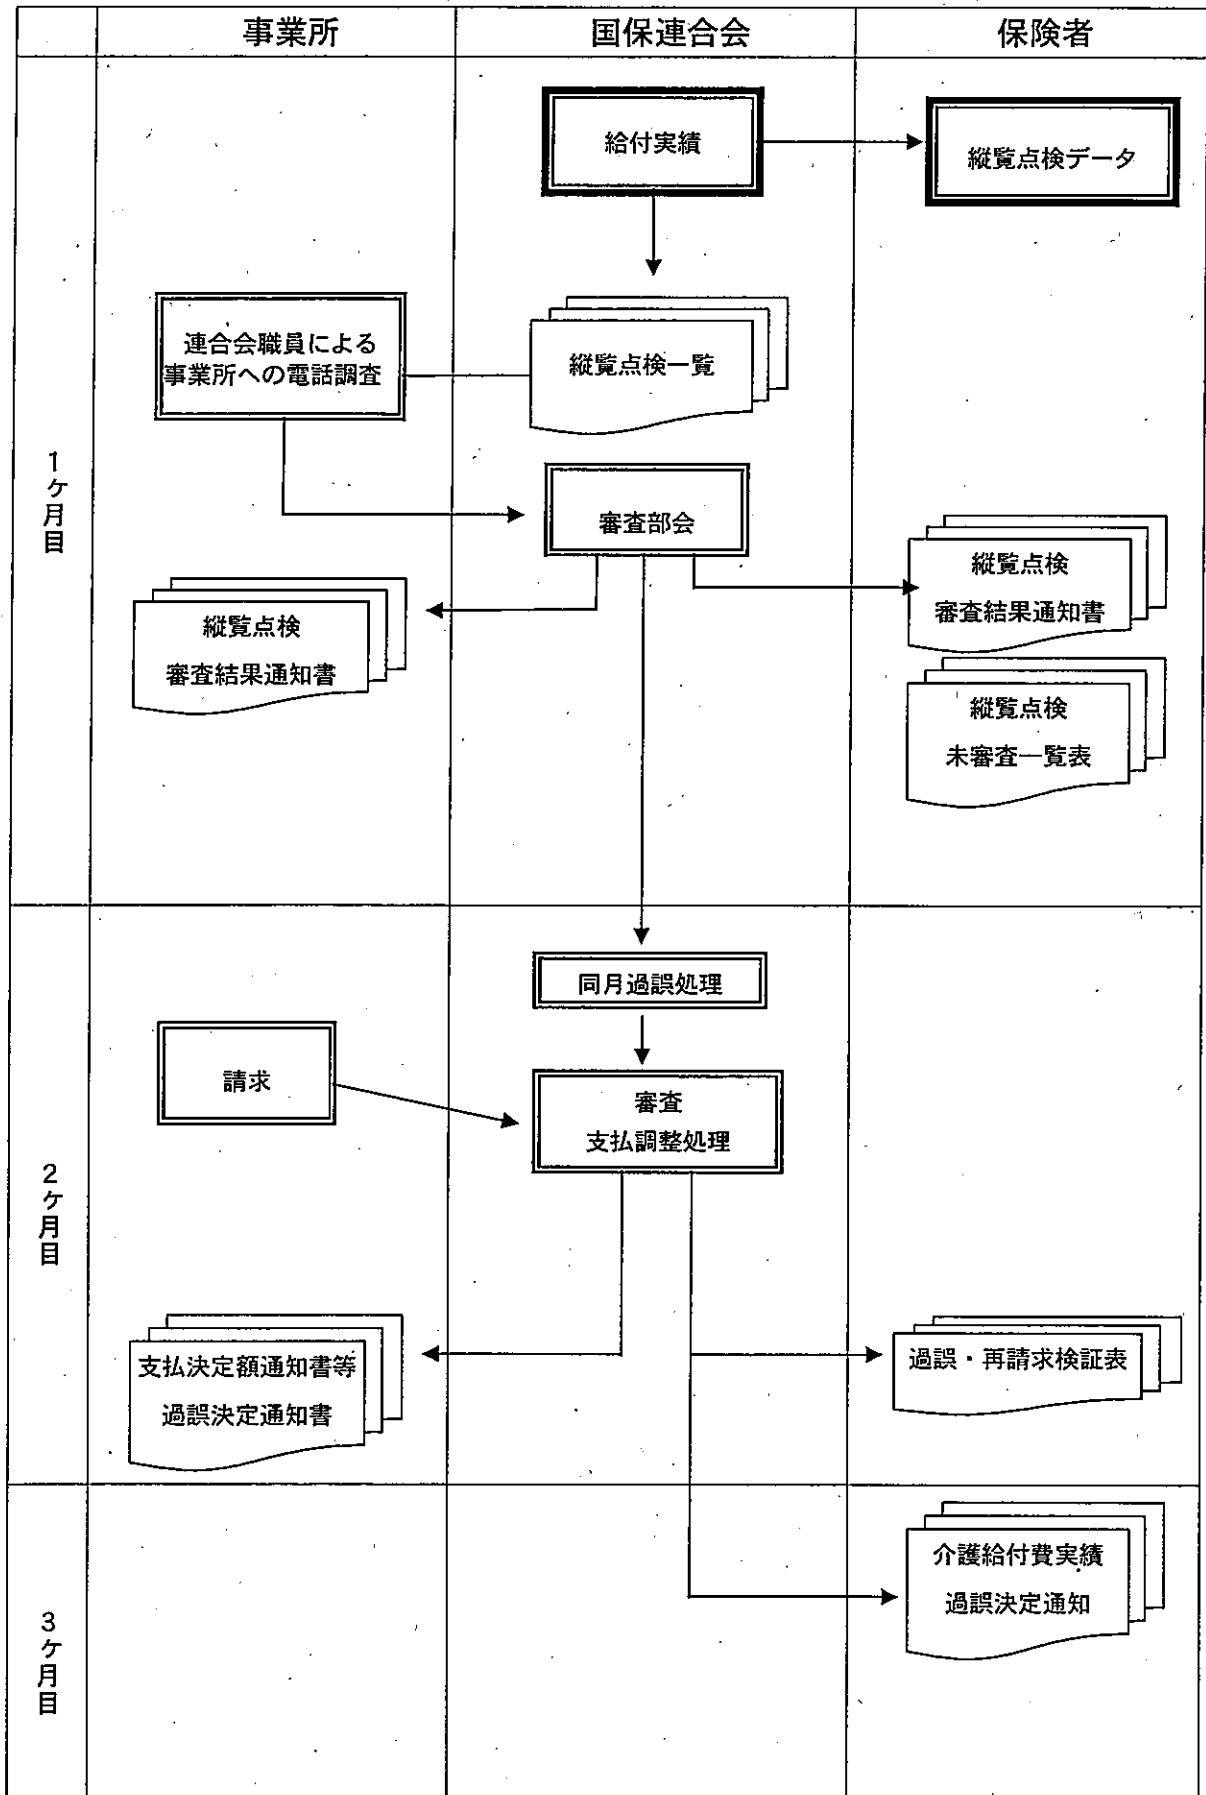 事業所
国保連合会
保険者
1ヶ月目
給付実績
縦覧点検データ
連合会職員による
事業所への電話調査
縦覧点検一覧
審査部会
縦覧点検
審査結果通知書
縦覧点検
審査結果通知書
縦覧点検
未審査一覧表
2ヶ月目
同月過誤処理
請求
審査
支払調整処理
支払決定額通知書等
過誤決定通知書
過誤・再請求検証表
3ヶ月目
介護給付費実績
過誤決定通知